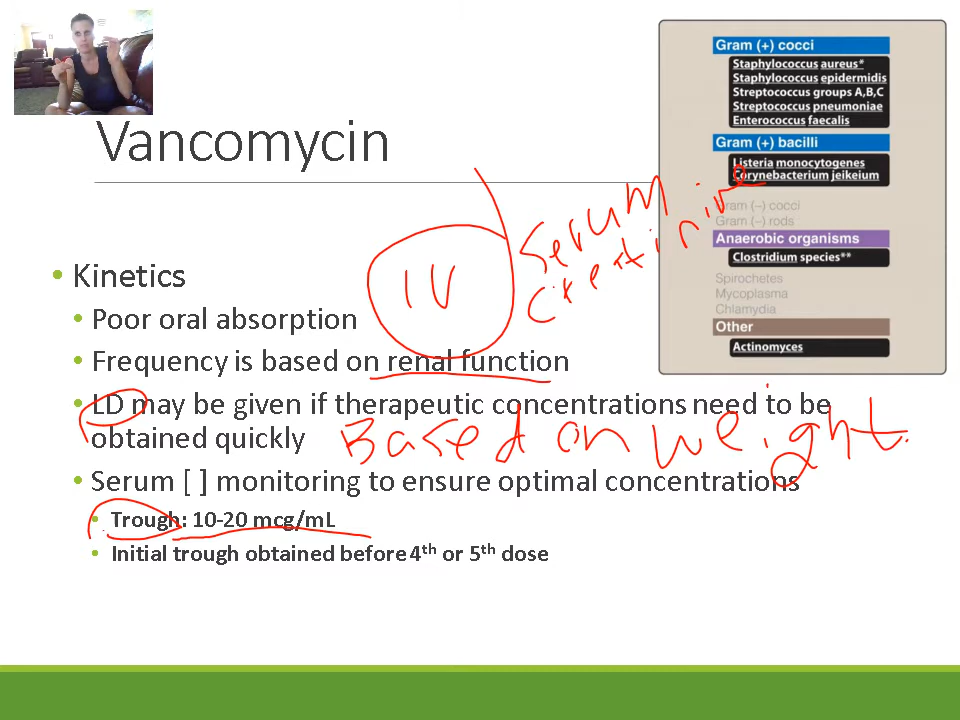 Vancomycin
• Kinetics
• Poor oral absorption
• Frequency is based on renal function
• LD may be given if therapeutic concentrations need to be
obtained quickly
• Serum [ ] monitoring to ensure optimal concentrations
• Trough: 10-20 mcg/mL
• Initial trough obtained before 4th or 5th dose
IV
Serum
Creatinine
Based on weight.
Gram (+) cocci
Staphylococcus aureus*
Staphylococcus epidermidis
Streptococcus groups A,B,C
Streptococcus pneumoniae
Enterococcus faecalis
Gram (+) bacilli
Listeria monocytogenes
Corynebacterium jeikeium
Gram (–) cocci
Gram (–) rods
Anaerobic organisms
Clostridium species**
Spirochetes
Mycoplasma
Chlamydia
Other
Actinomyces